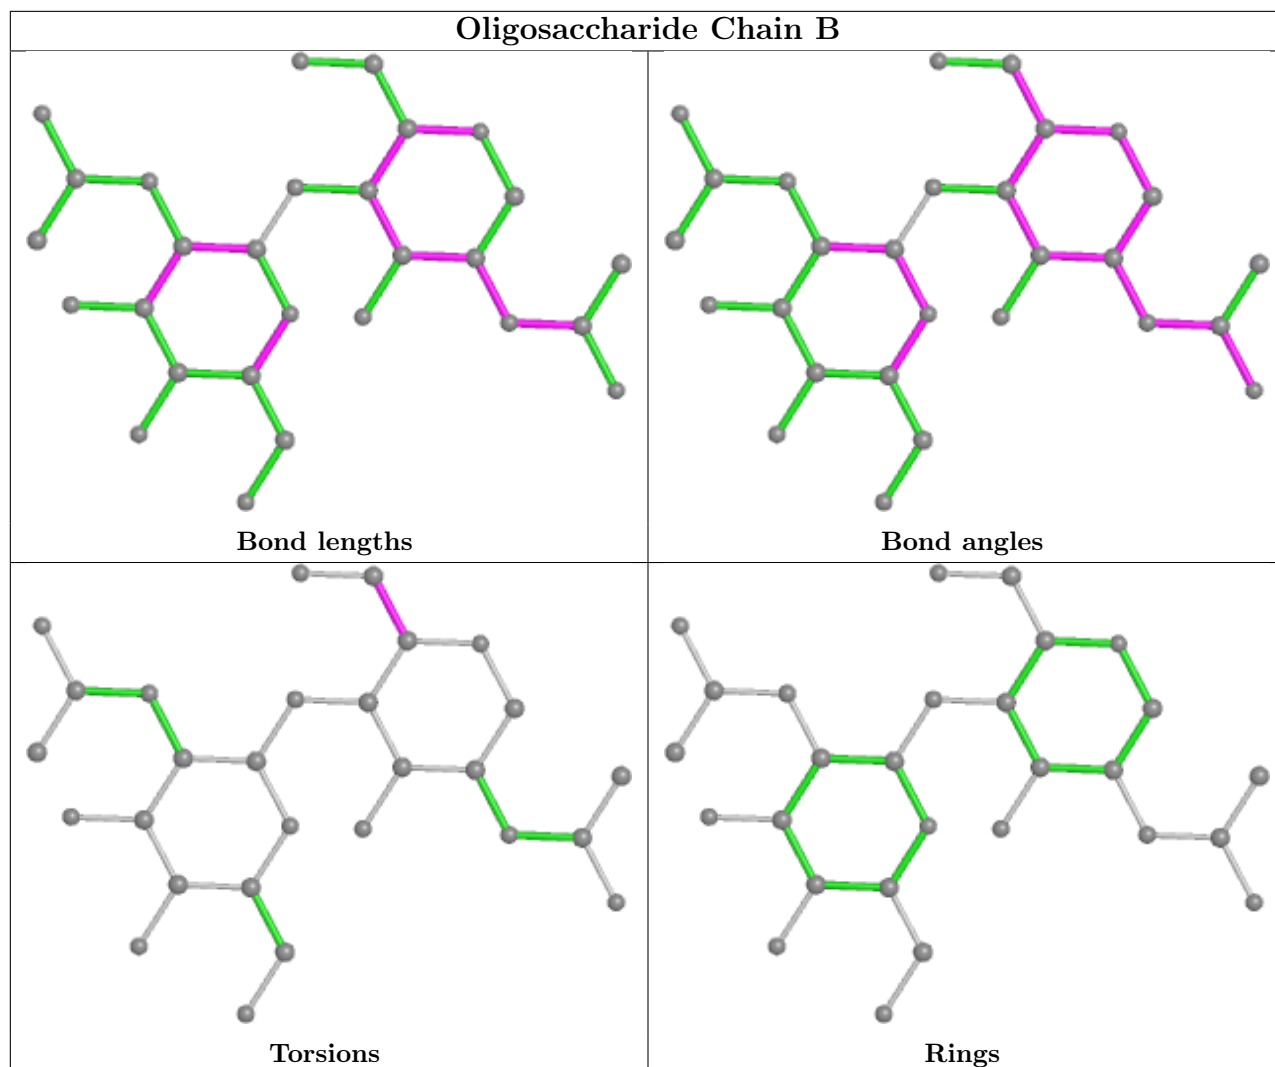 Oligosaccharide Chain B
Bond lengths
Bond angles
Torsions
Rings